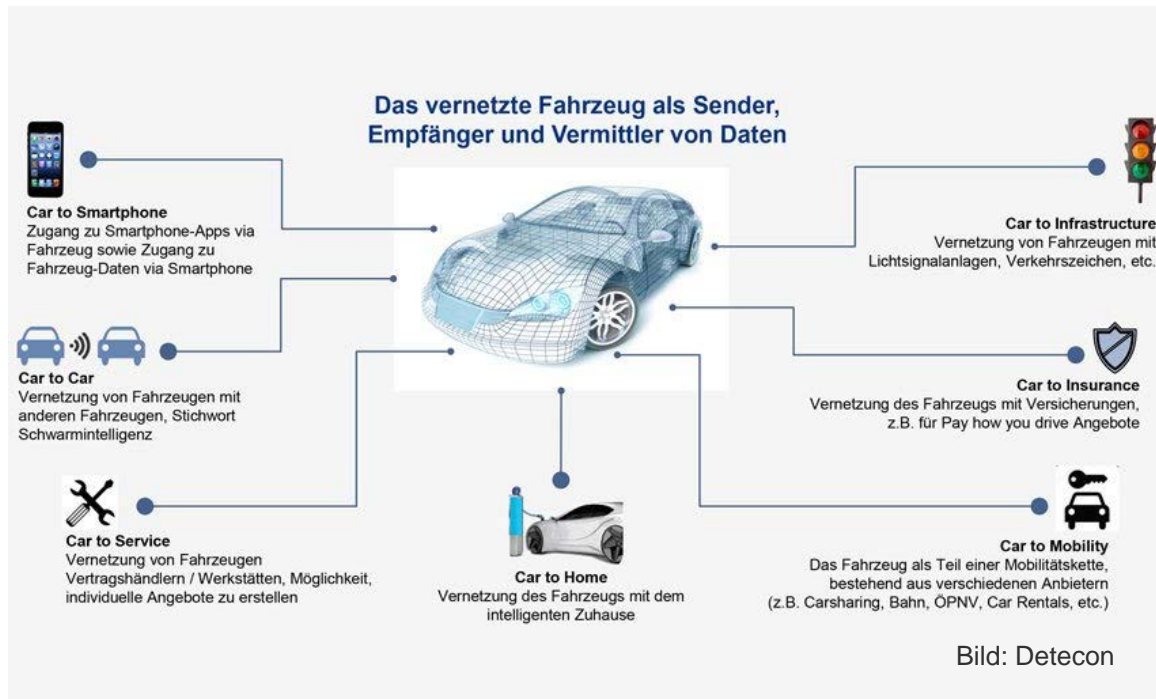 Das vernetzte Fahrzeug als Sender,
Empfänger und Vermittler von Daten
Car to Smartphone
Zugang zu Smartphone-Apps via
Fahrzeug sowie Zugang zu
Fahrzeug-Daten via Smartphone
Car to Car
Vernetzung von Fahrzeugen mit
anderen Fahrzeugen, Stichwort
Schwarmintelligenz
Car to Service
Vernetzung von Fahrzeugen
Vertragshändlern / Werkstätten, Möglichkeit,
individuelle Angebote zu erstellen
Car to Home
Vernetzung des Fahrzeugs mit dem
intelligenten Zuhause
Car to Infrastructure
Vernetzung von Fahrzeugen mit
Lichtsignalanlagen, Verkehrszeichen, etc.
Car to Insurance
Vernetzung des Fahrzeugs mit Versicherungen,
z.B. für Pay how you drive Angebote
Car to Mobility
Das Fahrzeug als Teil einer Mobilitätskette,
bestehend aus verschiedenen Anbietern
(z.B. Carsharing, Bahn, ÖPNV, Car Rentals, etc.)
Bild: Detecon